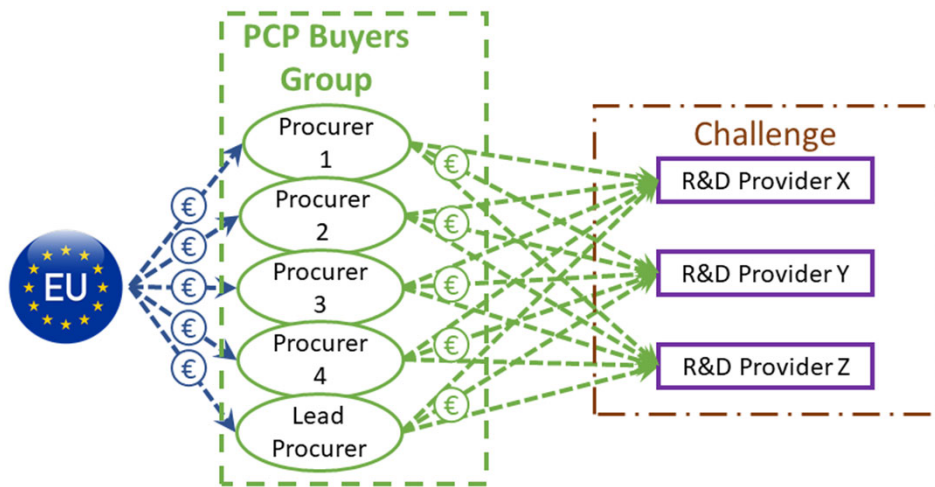 PCP Buyers
Group
Procurer
1
Procurer
2
Procurer
3
Procurer
4
Lead
Procurer
EU
€
€
€
€
€
€
€
€
€
€
Challenge
R&D Provider X
R&D Provider Y
R&D Provider Z